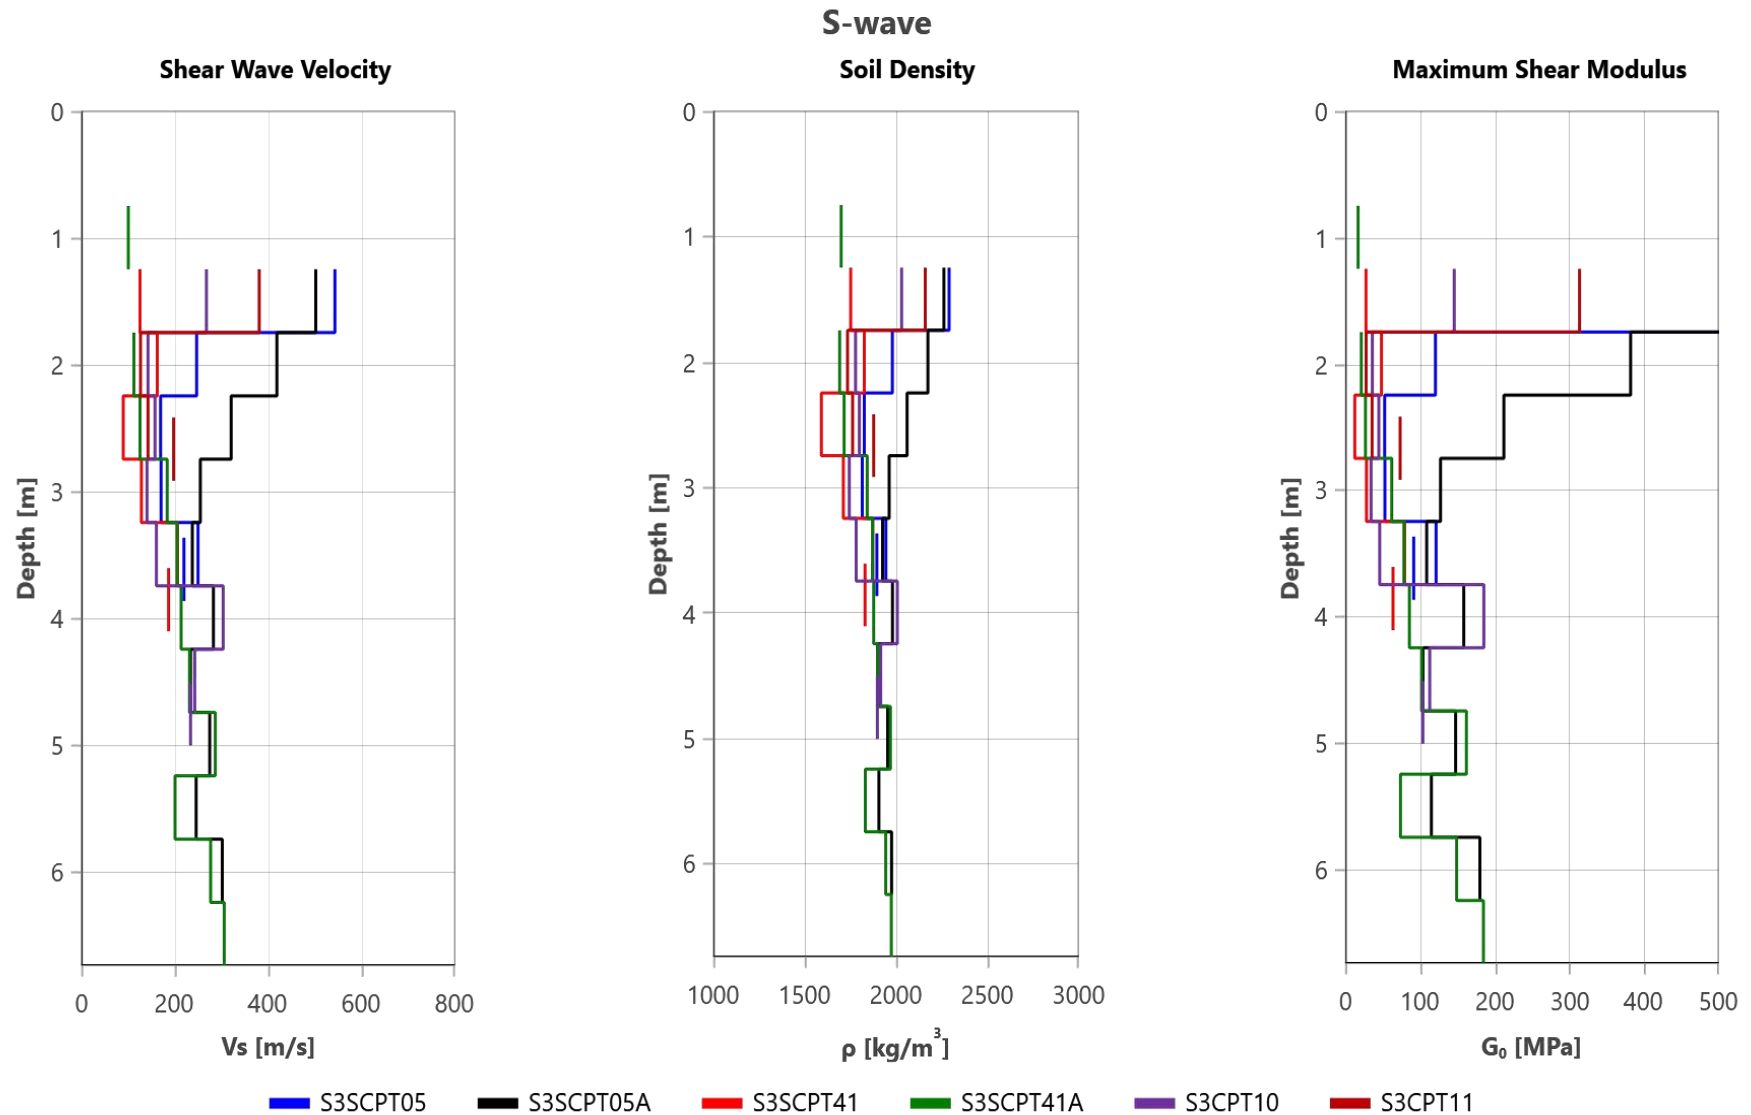 S-wave
Shear Wave Velocity
0
1
2
3
4
5
6
Depth [m]
0 200 400 600 800
Vs [m/s]
Soil Density
0
1
2
3
4
5
6
Depth [m]
1000 1500 2000 2500 3000
ρ [kg/m³]
Maximum Shear Modulus
0
1
2
3
4
5
6
Depth [m]
0 100 200 300 400 500
G₀ [MPa]
S3SCPT05 S3SCPT05A S3SCPT41 S3SCPT41A S3CPT10 S3CPT11